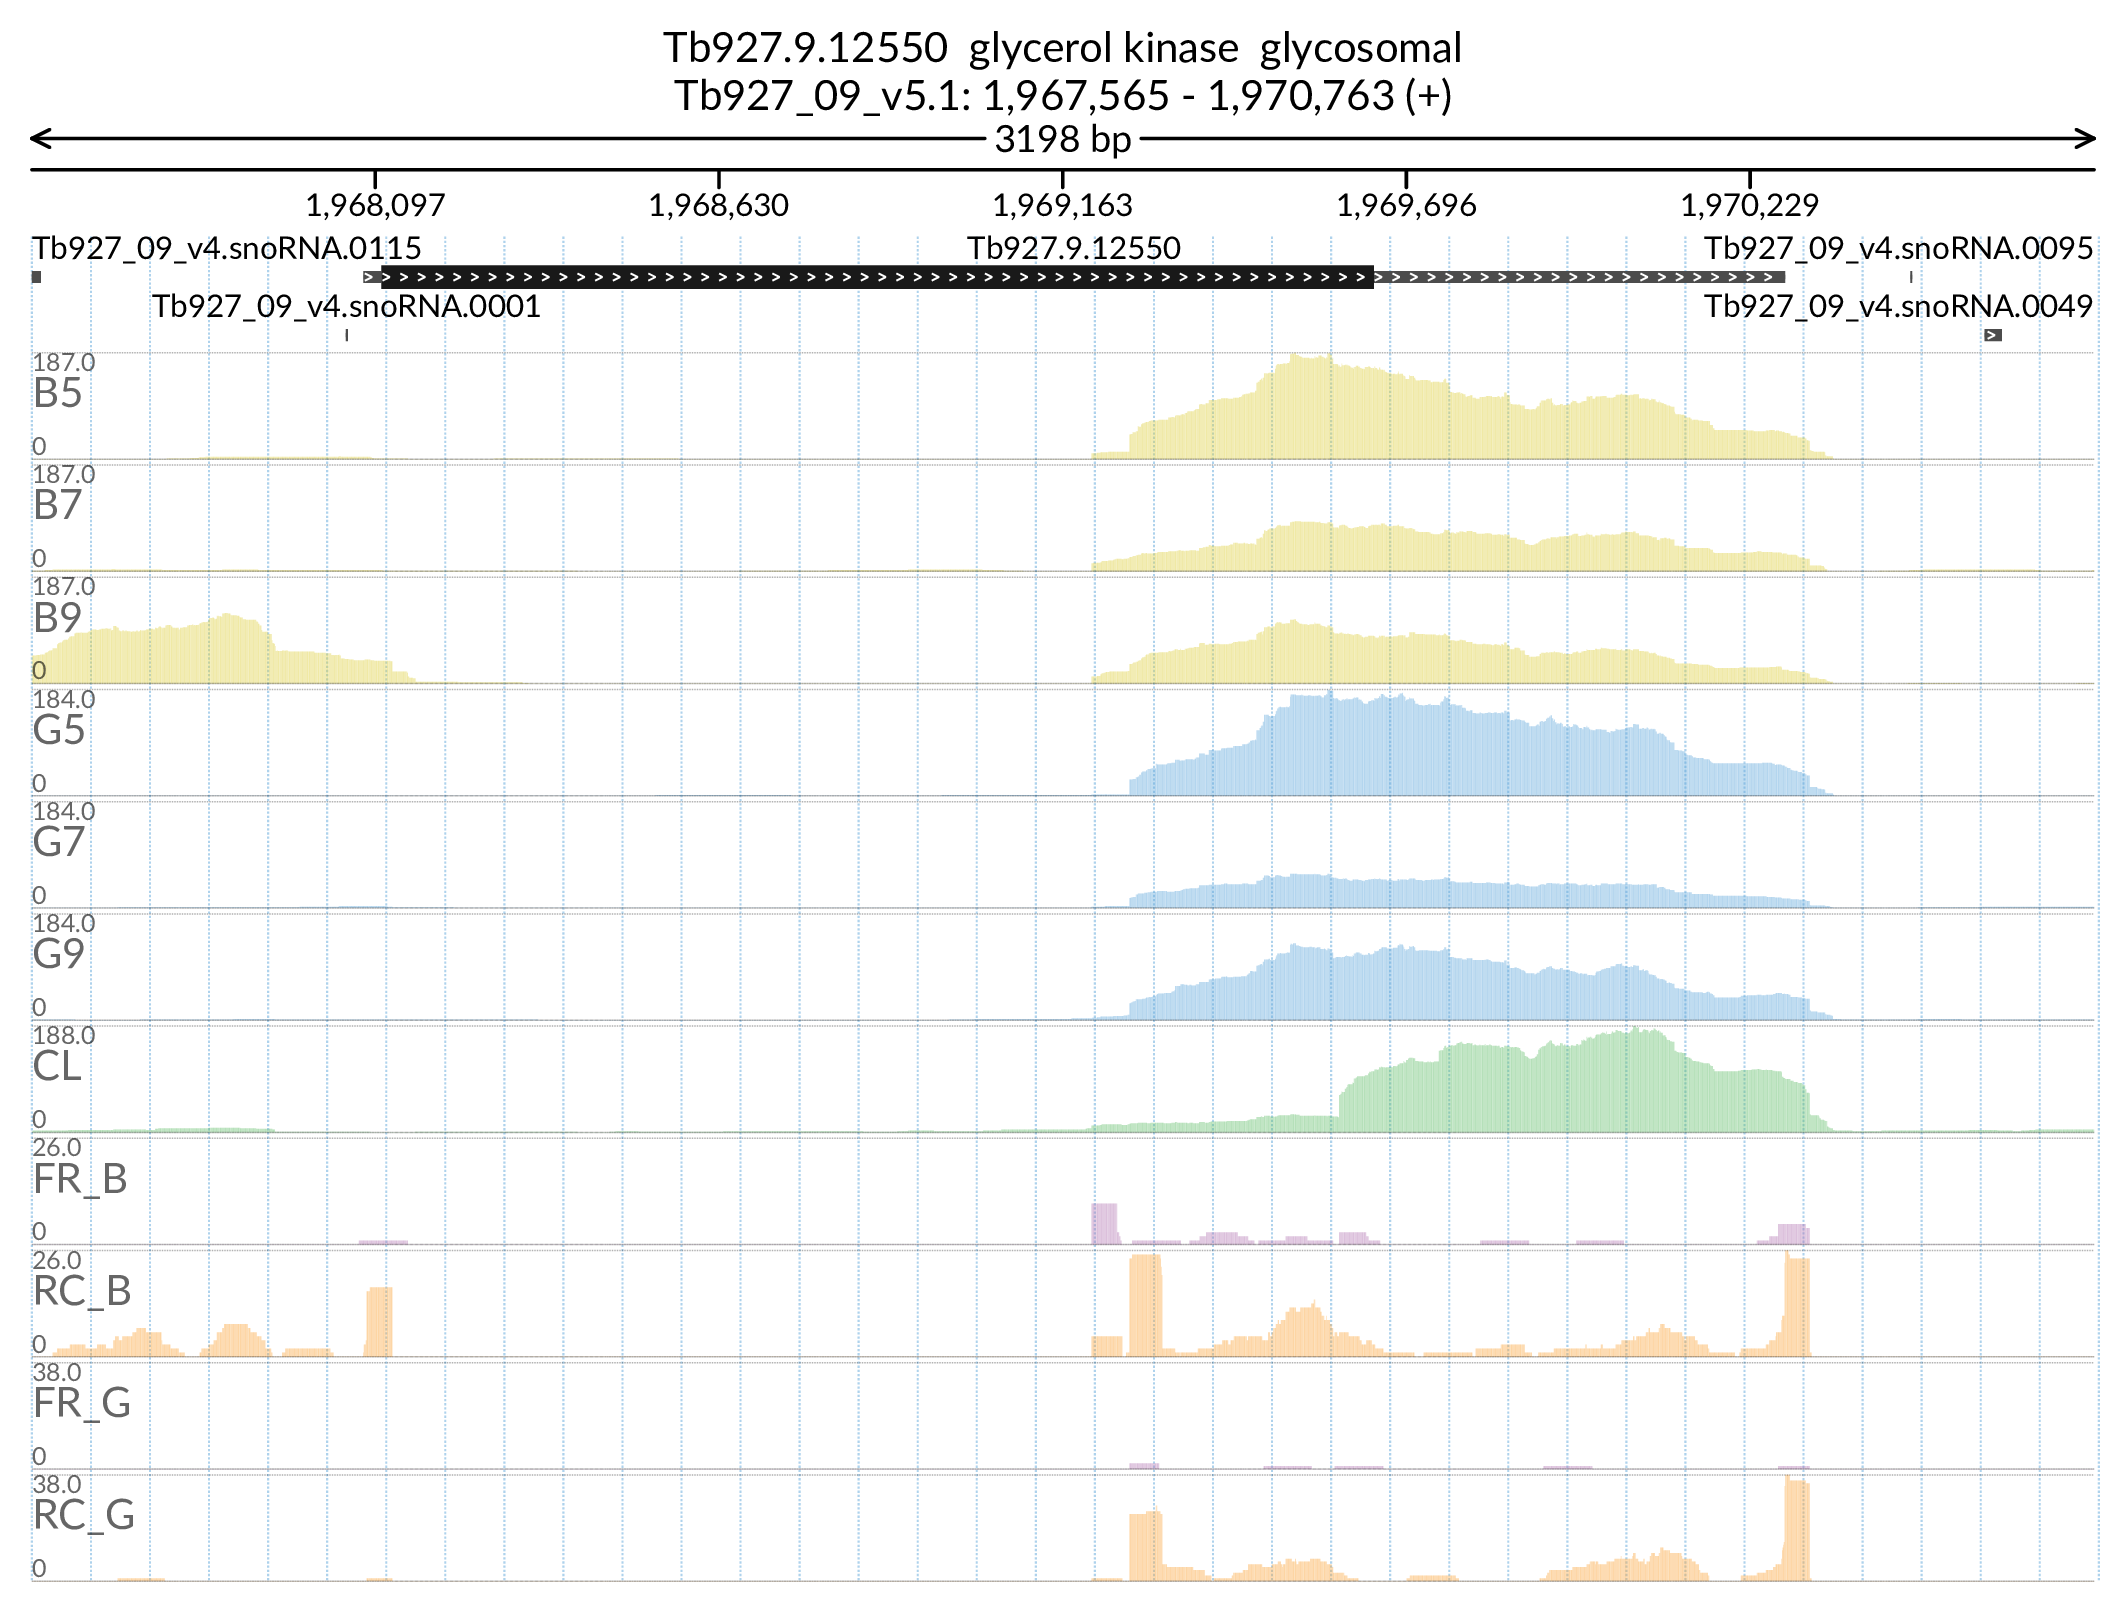 Tb927.9.12550  glycerol kinase  glycosomal
Tb927_09_v5.1: 1,967,565 - 1,970,763 (+)
3198 bp
1,968,097 1,968,630 1,969,163 1,969,696 1,970,229
Tb927_09_v4.snoRNA.0115 Tb927.9.12550 Tb927_09_v4.snoRNA.0095
Tb927_09_v4.snoRNA.0001 Tb927_09_v4.snoRNA.0049
187.0
B5
0
187.0
B7
0
187.0
B9
0
184.0
G5
0
184.0
G7
0
184.0
G9
0
188.0
CL
0
26.0
FR_B
0
26.0
RC_B
0
38.0
FR_G
0
38.0
RC_G
0